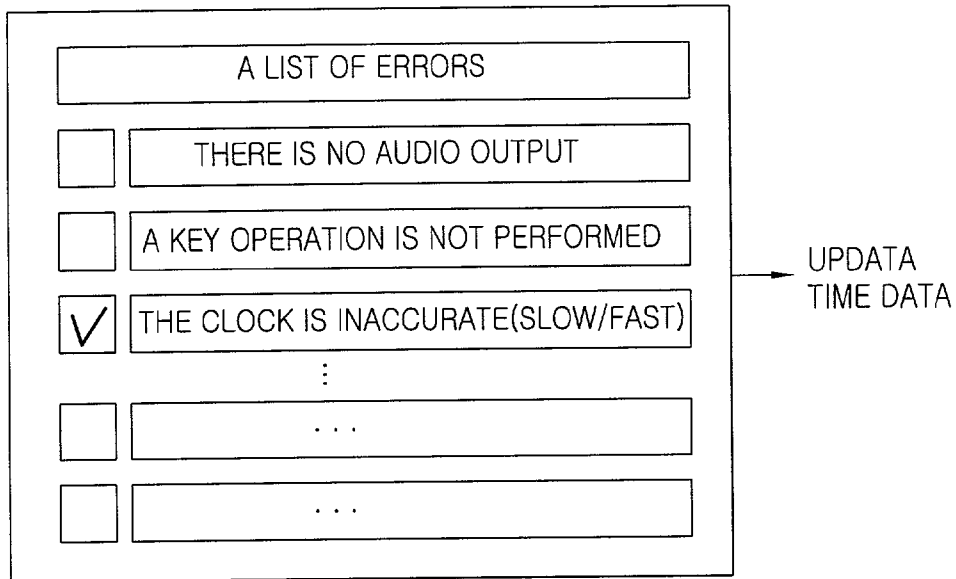 A LIST OF ERRORS
THERE IS NO AUDIO OUTPUT
A KEY OPERATION IS NOT PERFORMED
THE CLOCK IS INACCURATE(SLOW/FAST)
⋮
. . .
. . .
UPDATA
TIME DATA